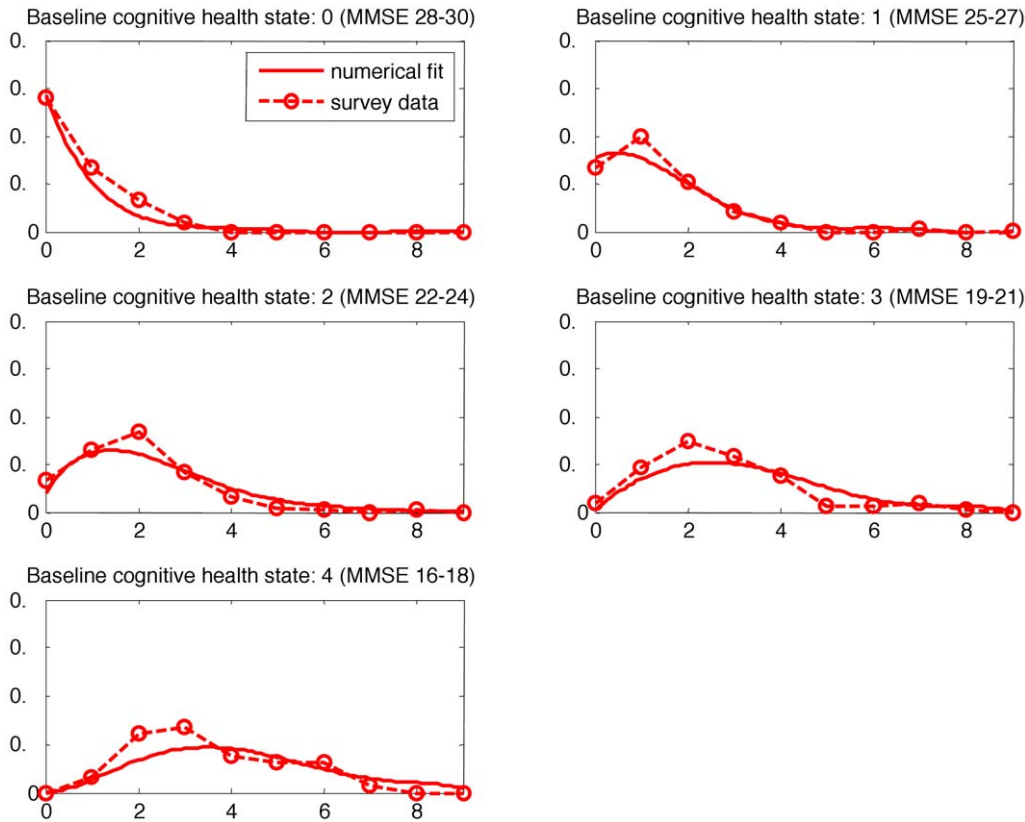 Baseline cognitive health state: 0 (MMSE 28-30)
0.
0.
0.
0.
0
numerical fit
survey data
0 2 4 6 8
Baseline cognitive health state: 1 (MMSE 25-27)
0.
0.
0.
0.
0
0 2 4 6 8
Baseline cognitive health state: 2 (MMSE 22-24)
0.
0.
0.
0.
0
0 2 4 6 8
Baseline cognitive health state: 3 (MMSE 19-21)
0.
0.
0.
0.
0
0 2 4 6 8
Baseline cognitive health state: 4 (MMSE 16-18)
0.
0.
0.
0.
0
0 2 4 6 8